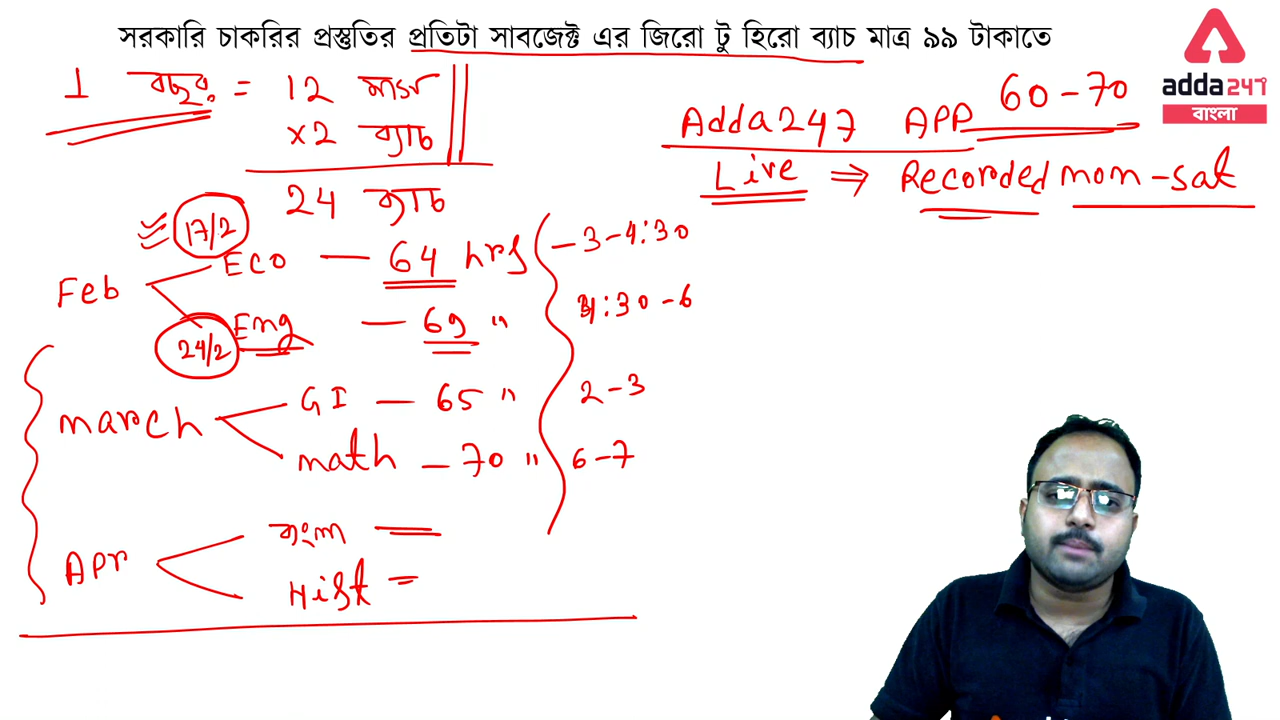 সরকারি চাকরির প্রস্তুতির প্রতিটা সাবজেক্ট এর জিরো টু হিরো ব্যাচ মাত্র ৯৯ টাকাতে
adda247
বাংলা
1 বছর = 12 মাস
×2 ব্যাচ
24 ব্যাচ
Adda247 APP 60-70
Live ⇒ Recorded mon-sat
17/2
Feb Eco — 64 hrs – 3-4:30
Eng — 69 " 4:30-6
24/2
march GI — 65 " 2-3
math — 70 " 6-7
Apr বাংলা =
Hist =